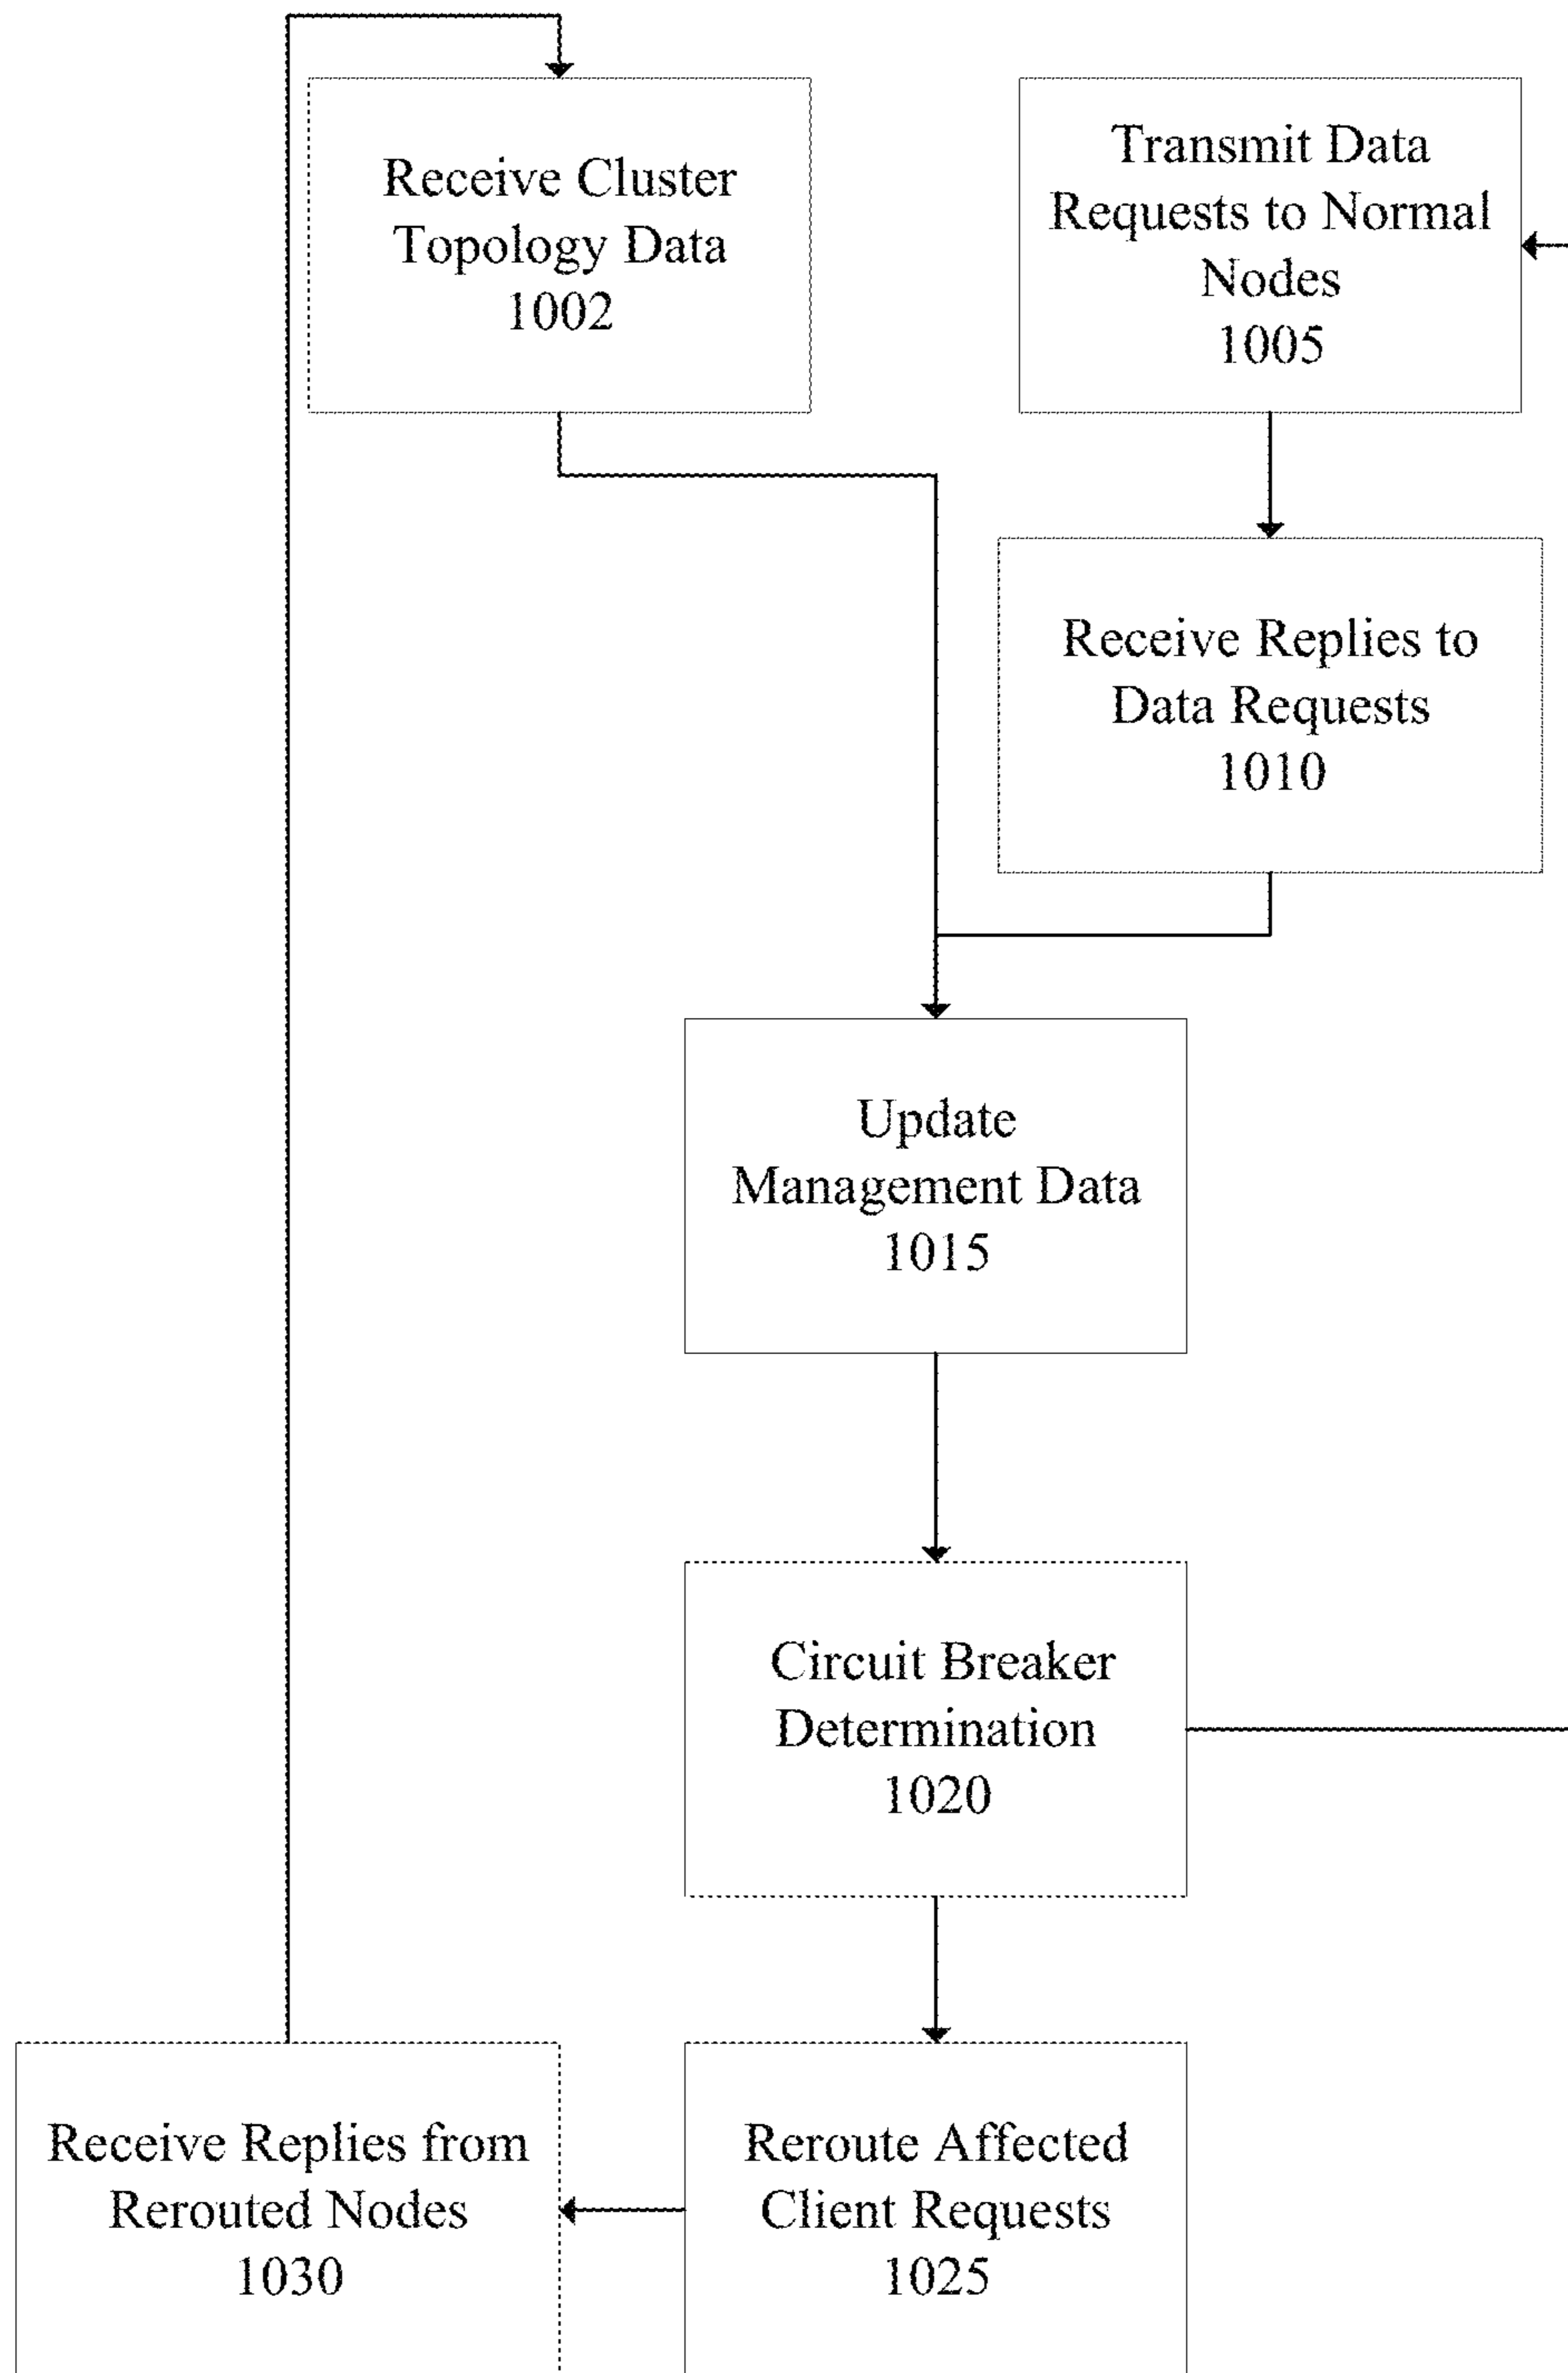 Receive Cluster
Topology Data
1002
Transmit Data
Requests to Normal
Nodes
1005
Receive Replies to
Data Requests
1010
Update
Management Data
1015
Circuit Breaker
Determination
1020
Reroute Affected
Client Requests
1025
Receive Replies from
Rerouted Nodes
1030